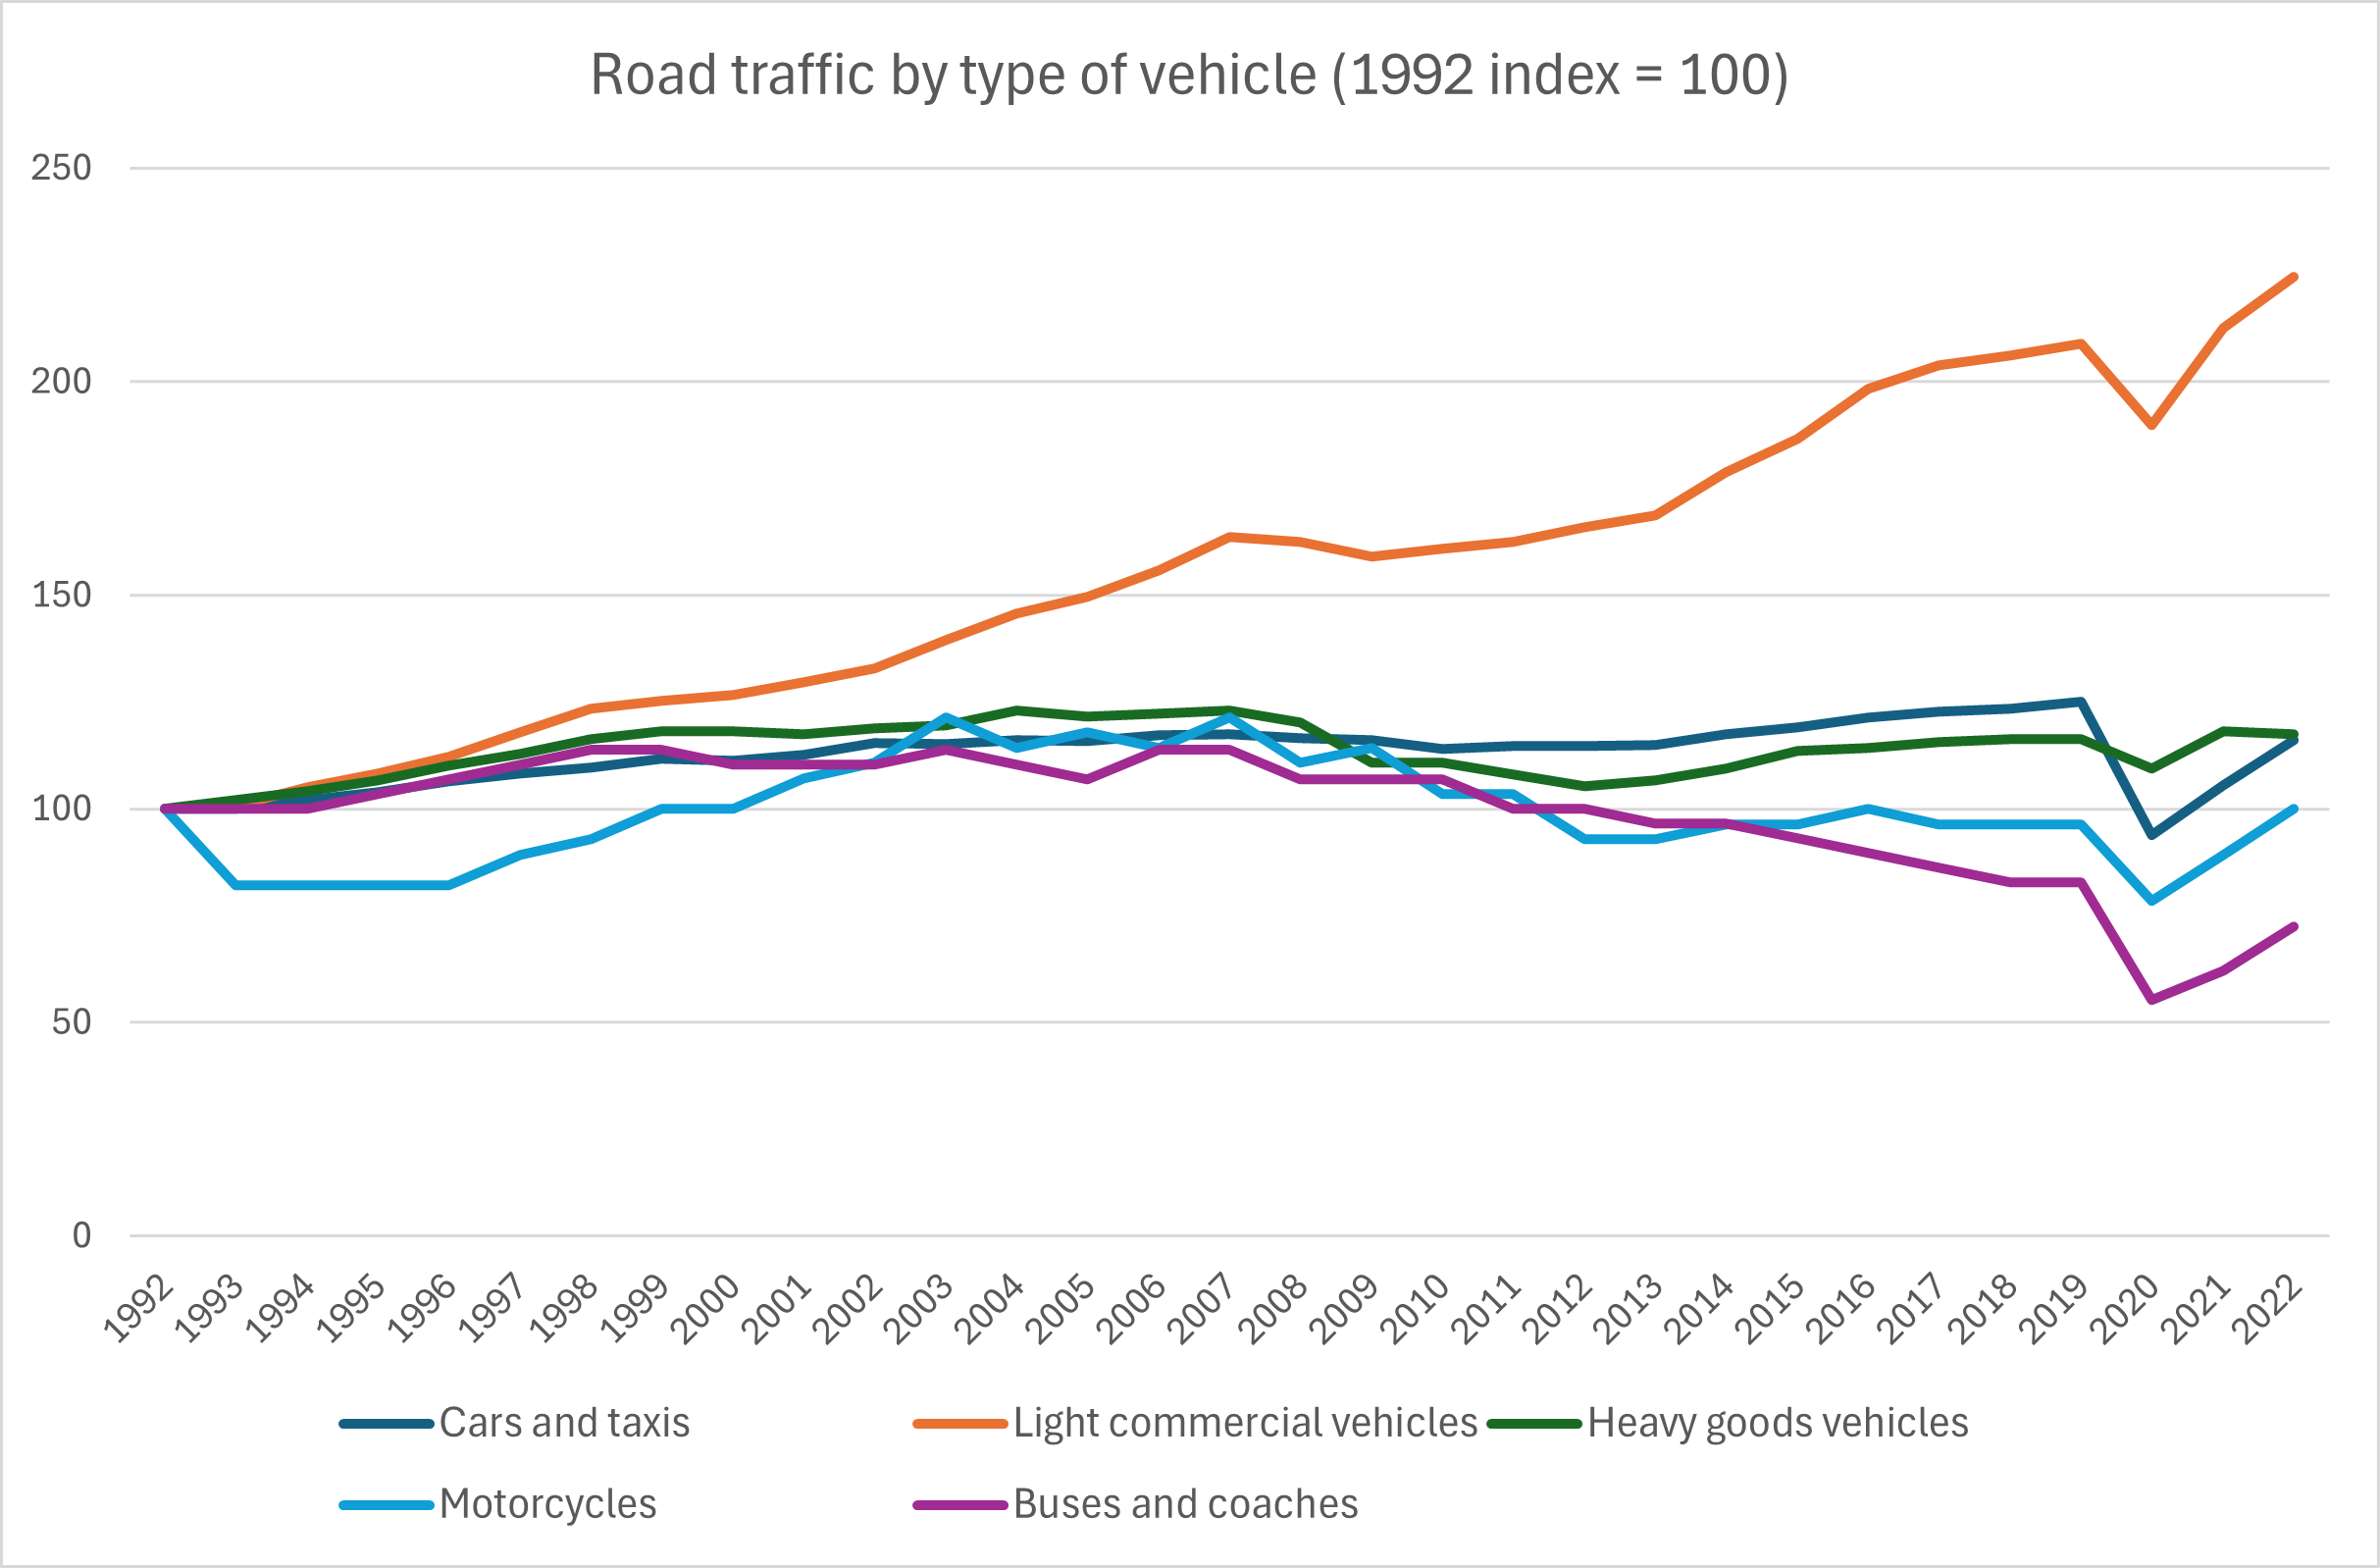 Road traffic by type of vehicle (1992 index = 100)
250
200
150
100
50
0
1992 1993 1994 1995 1996 1997 1998 1999 2000 2001 2002 2003 2004 2005 2006 2007 2008 2009 2010 2011 2012 2013 2014 2015 2016 2017 2018 2019 2020 2021 2022
Cars and taxis Light commercial vehicles Heavy goods vehicles
Motorcycles Buses and coaches